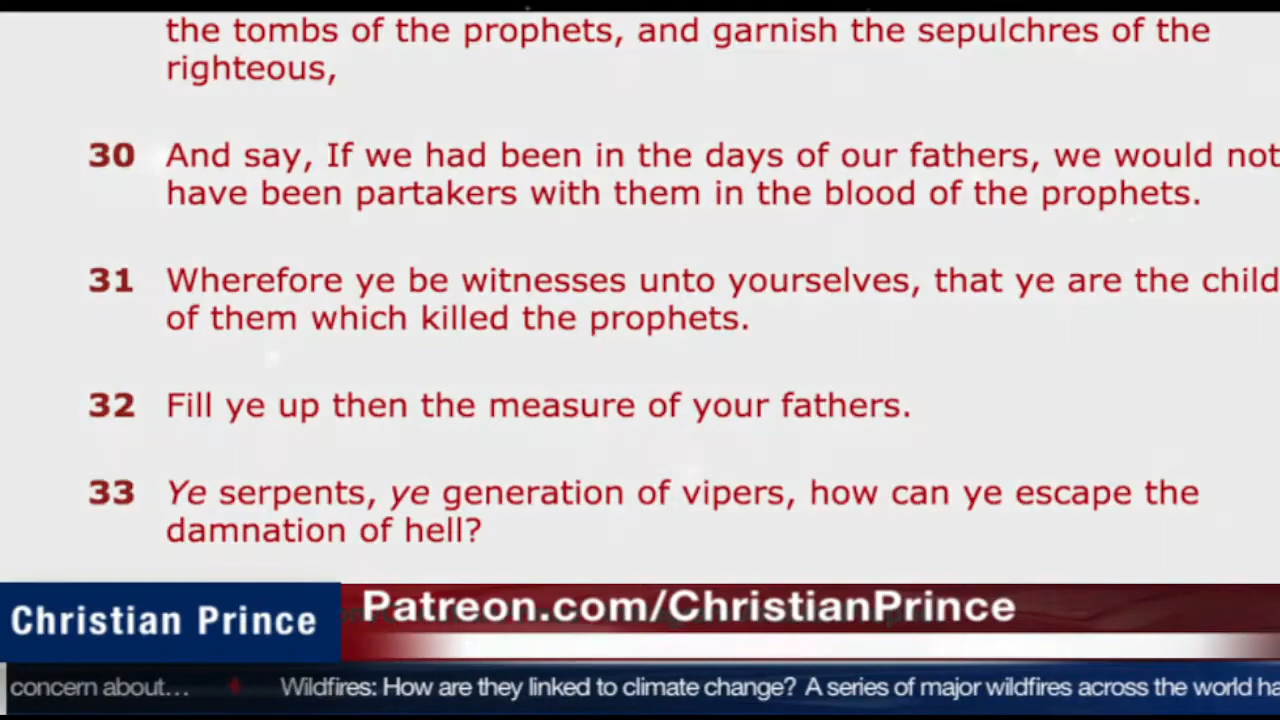 the tombs of the prophets, and garnish the sepulchres of the
righteous,
30 And say, If we had been in the days of our fathers, we would not
have been partakers with them in the blood of the prophets.
31 Wherefore ye be witnesses unto yourselves, that ye are the child
of them which killed the prophets.
32 Fill ye up then the measure of your fathers.
33 Ye serpents, ye generation of vipers, how can ye escape the
damnation of hell?
Christian Prince
Patreon.com/ChristianPrince
concern about... Wildfires: How are they linked to climate change? A series of major wildfires across the world ha